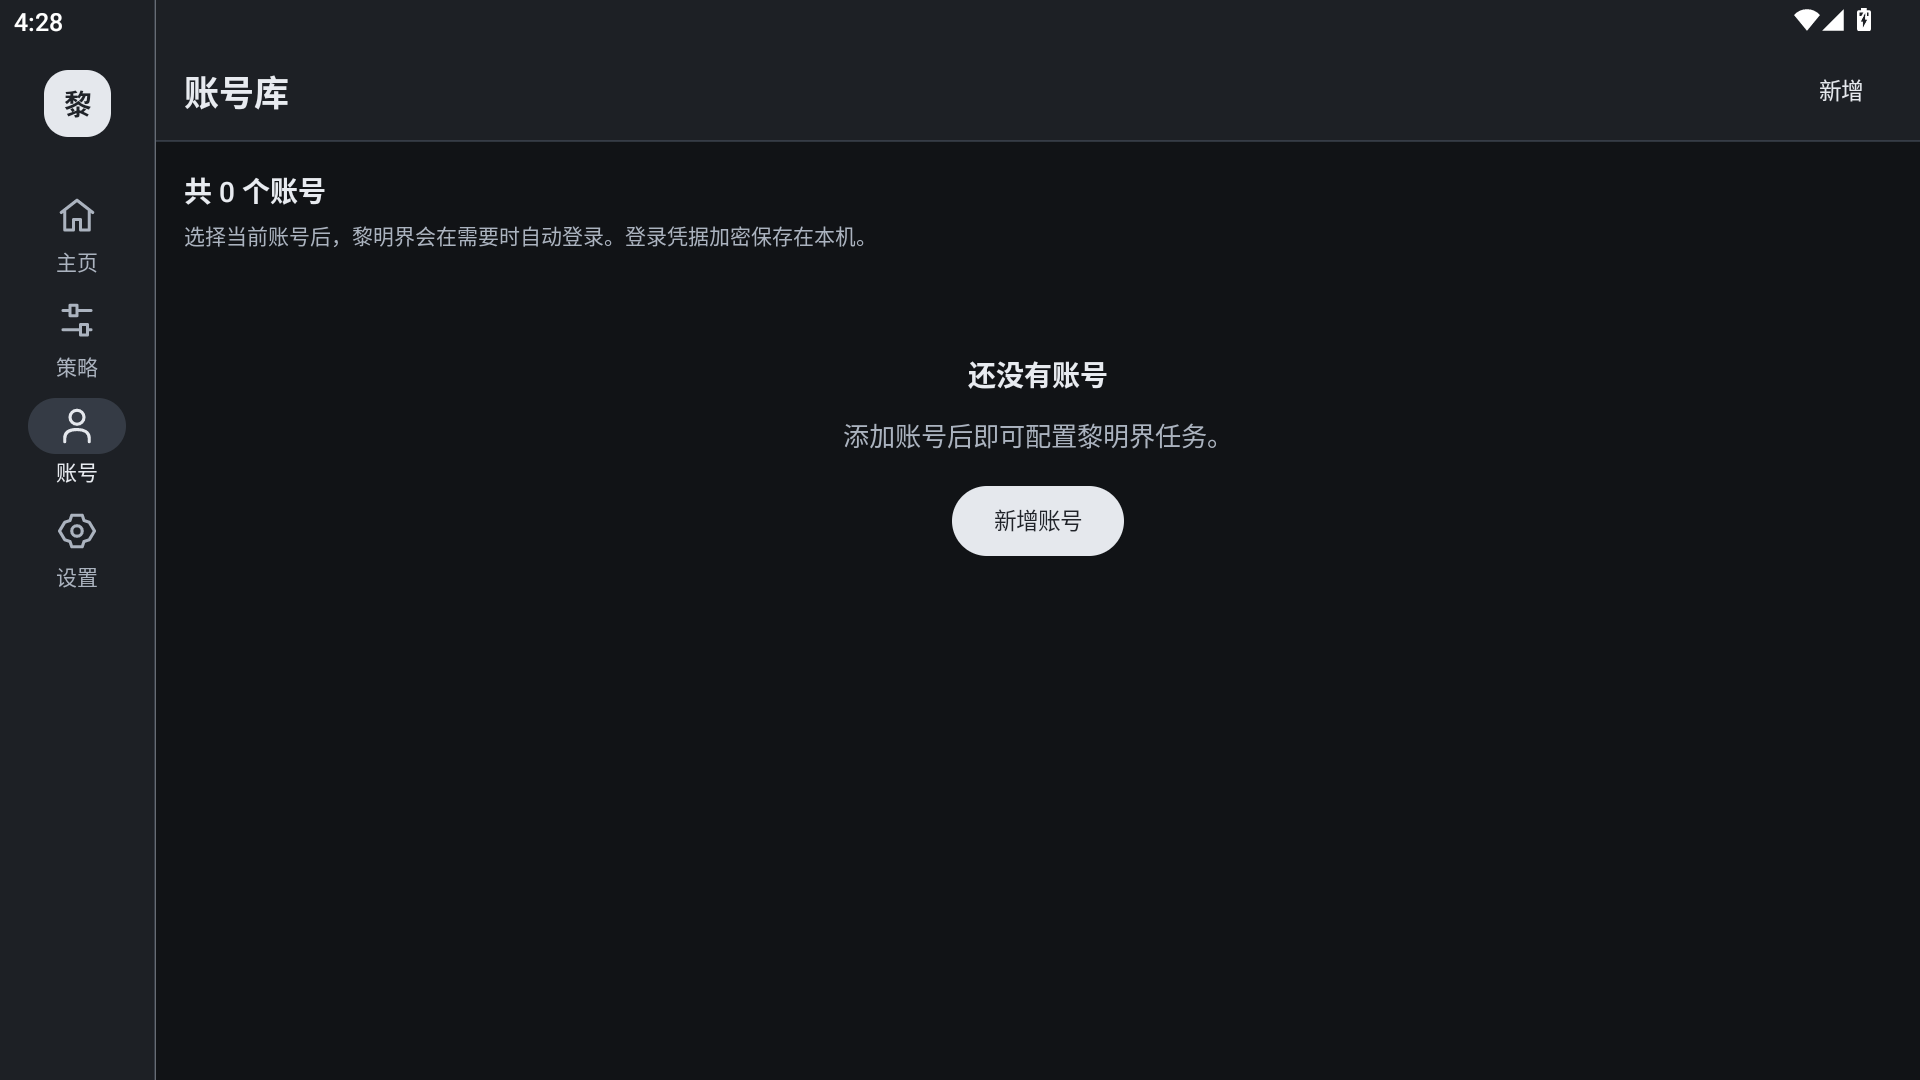 4:28
黎
账号库
新增
主页
策略
账号
设置
共 0 个账号
选择当前账号后，黎明界会在需要时自动登录。登录凭据加密保存在本机。
还没有账号
添加账号后即可配置黎明界任务。
新增账号